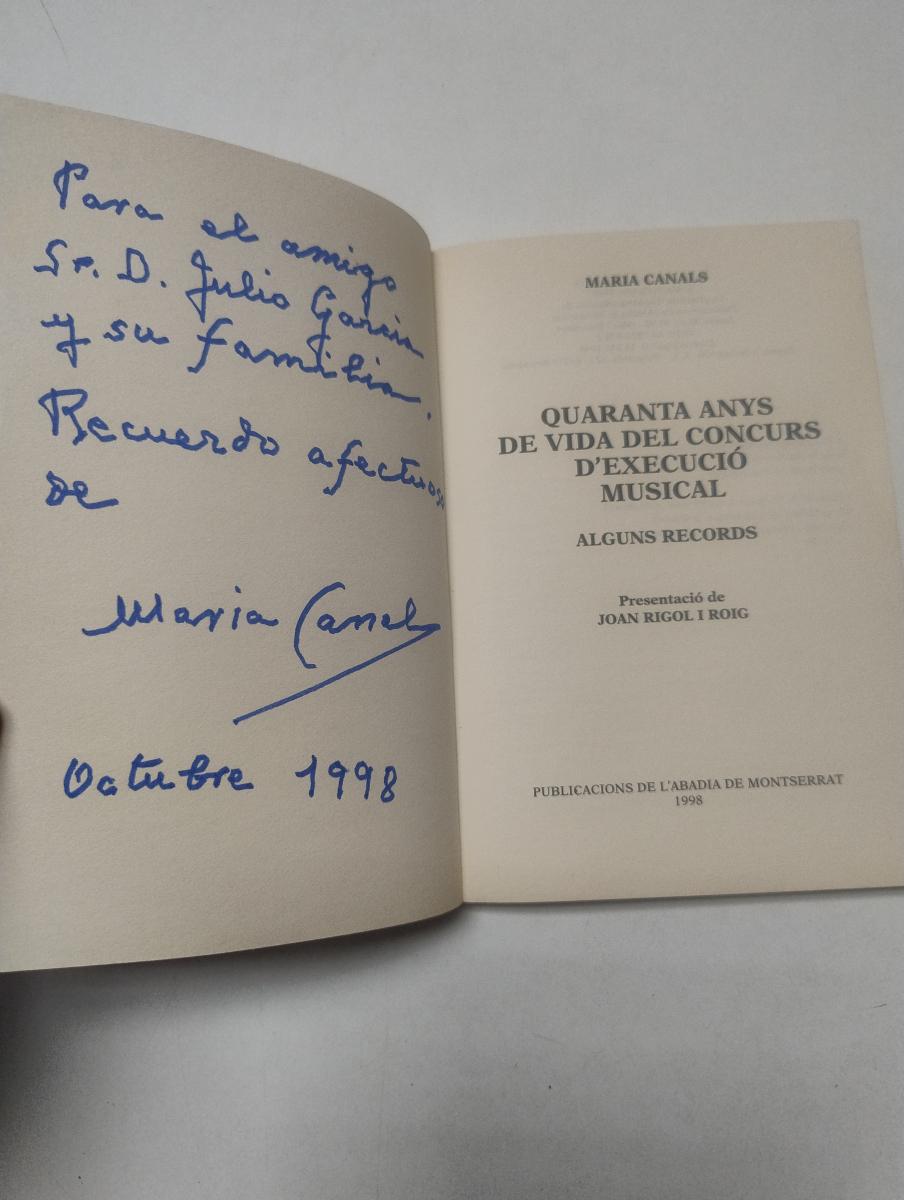 Para el amigo
Sr. D. Julio Garcia
y su familia.
Recuerdo afectuoso
de
Maria Canals
Octubre 1998
MARIA CANALS
QUARANTA ANYS
DE VIDA DEL CONCURS
D'EXECUCIÓ
MUSICAL
ALGUNS RECORDS
Presentació de
JOAN RIGOL I ROIG
PUBLICACIONS DE L'ABADIA DE MONTSERRAT
1998